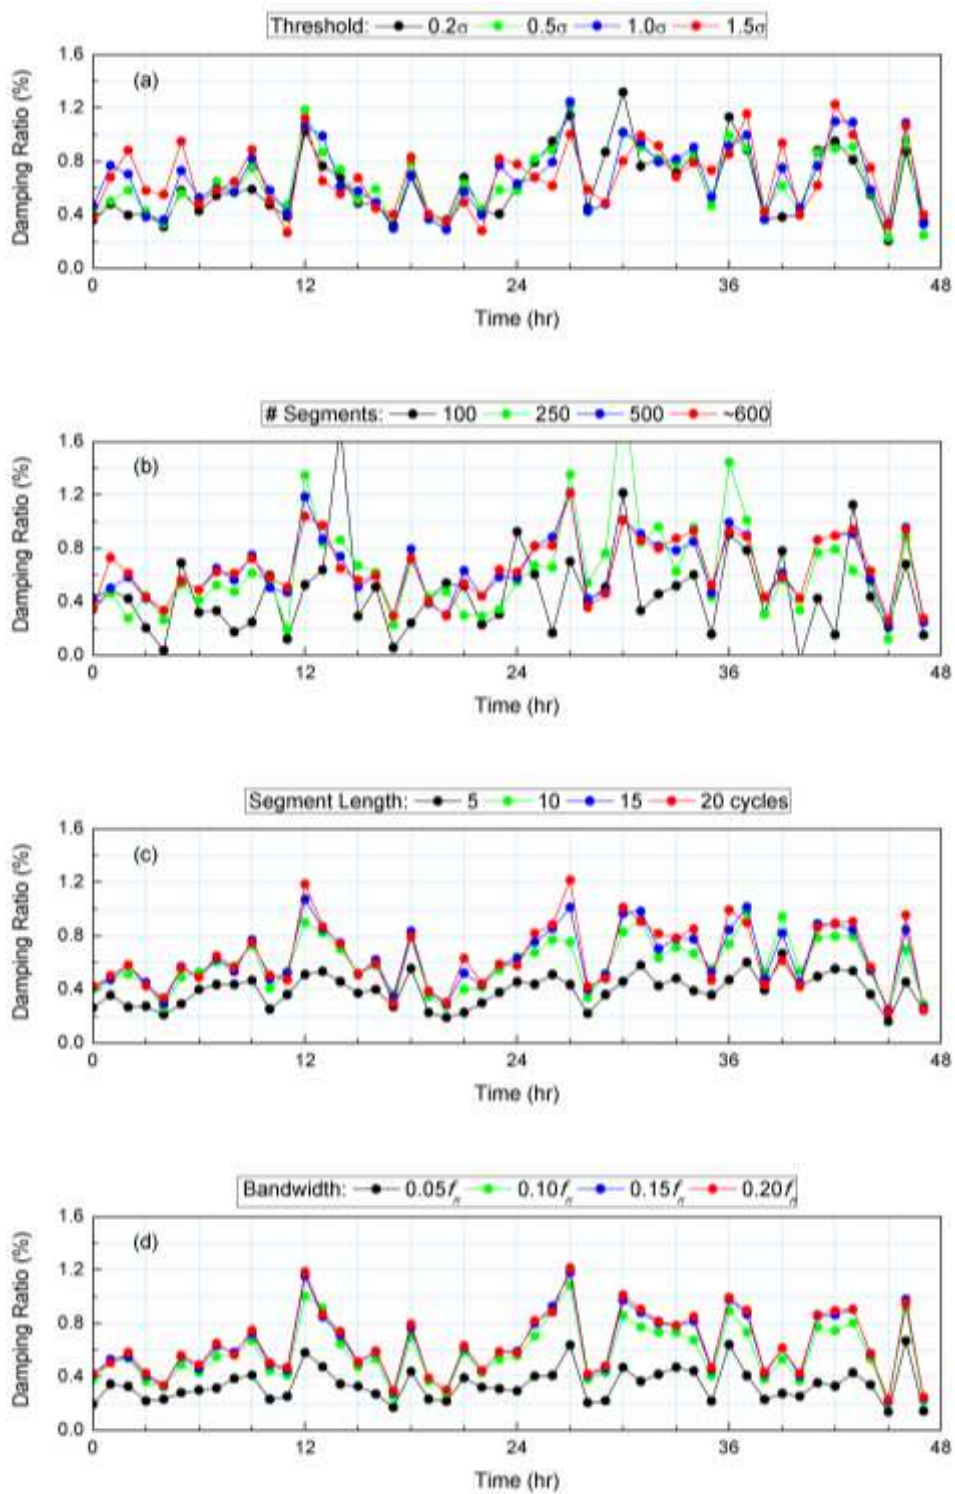 Threshold: 0.2σ 0.5σ 1.0σ 1.5σ
Damping Ratio (%)
(a)
1.6
1.2
0.8
0.4
0.0
0 12 24 36 48
Time (hr)
# Segments: 100 250 500 ~600
Damping Ratio (%)
(b)
1.6
1.2
0.8
0.4
0.0
0 12 24 36 48
Time (hr)
Segment Length: 5 10 15 20 cycles
Damping Ratio (%)
(c)
1.6
1.2
0.8
0.4
0.0
0 12 24 36 48
Time (hr)
Bandwidth: 0.05fn 0.10fn 0.15fn 0.20fn
Damping Ratio (%)
(d)
1.6
1.2
0.8
0.4
0.0
0 12 24 36 48
Time (hr)